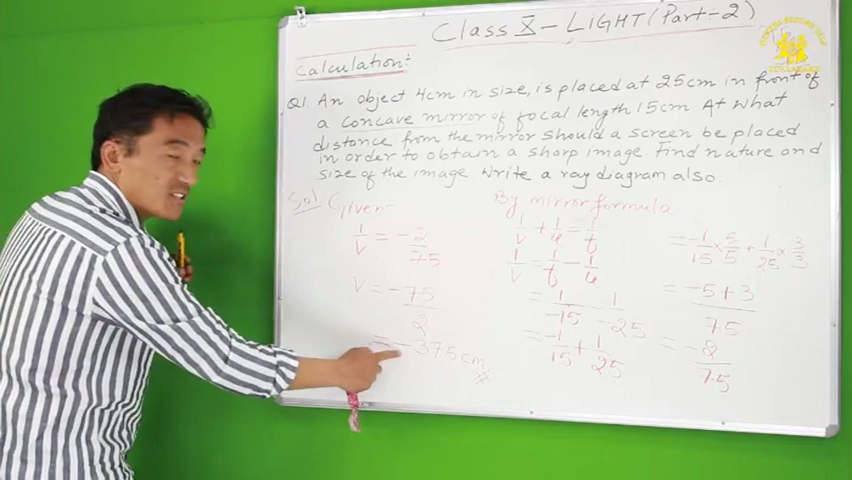 Class X - LIGHT (Part-2)
Calculation:-
Q1. An object 4cm in size, is placed at 25cm in front of
a concave mirror of focal length 15cm At what
distance from the mirror should a screen be placed
in order to obtain a sharp image. Find nature and
size of the image Write a ray diagram also.
Sol Given-
1/v = -2/75
v = -75/2
= -375cm
By mirror formula
1/v + 1/u = 1/f
1/v = 1/f - 1/u
= 1/-15 - 1/-25
= -1/15 + 1/25
= -1/15 × 5/5 + 1/25 × 3/3
= -5+3/75
= -2/75